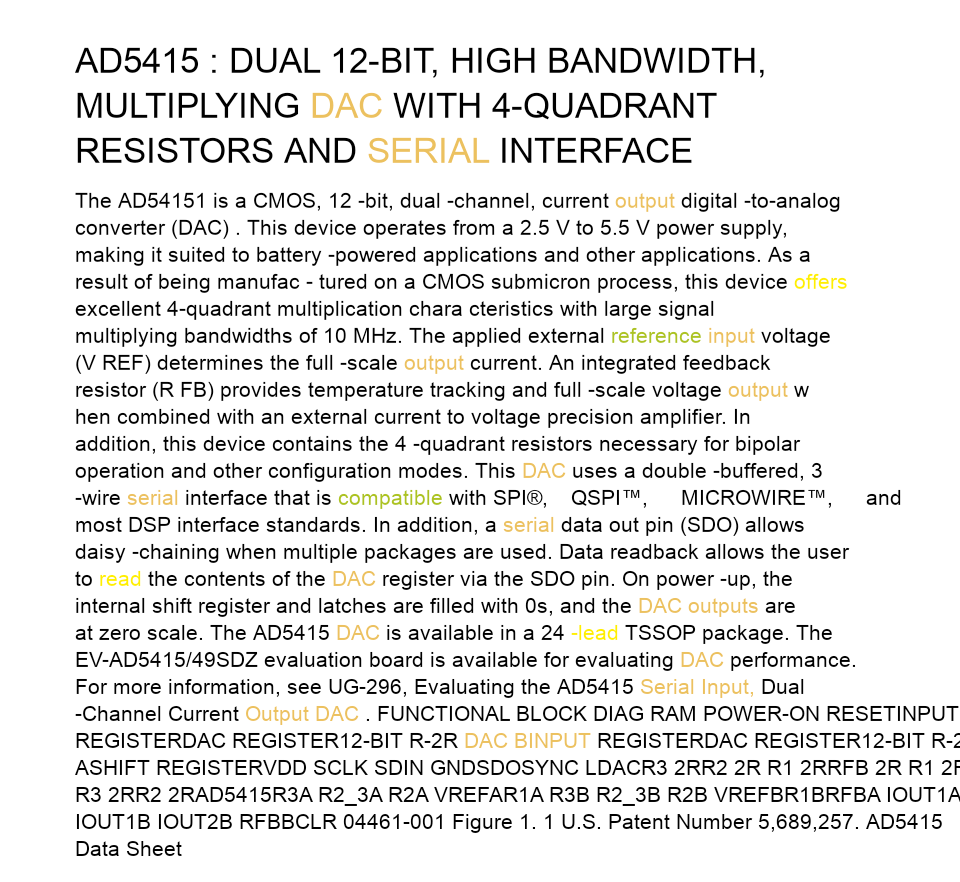 AD5415 : DUAL 12-BIT, HIGH BANDWIDTH,
MULTIPLYING DAC WITH 4-QUADRANT
RESISTORS AND SERIAL INTERFACE
The AD54151 is a CMOS, 12 -bit, dual -channel, current output digital -to-analog
converter (DAC) . This device operates from a 2.5 V to 5.5 V power supply,
making it suited to battery -powered applications and other applications. As a
result of being manufac - tured on a CMOS submicron process, this device offers
excellent 4-quadrant multiplication chara cteristics with large signal
multiplying bandwidths of 10 MHz. The applied external reference input voltage
(V REF) determines the full -scale output current. An integrated feedback
resistor (R FB) provides temperature tracking and full -scale voltage output w
hen combined with an external current to voltage precision amplifier. In
addition, this device contains the 4 -quadrant resistors necessary for bipolar
operation and other configuration modes. This DAC uses a double -buffered, 3
-wire serial interface that is compatible with SPI®, QSPI™, MICROWIRE™, and
most DSP interface standards. In addition, a serial data out pin (SDO) allows
daisy -chaining when multiple packages are used. Data readback allows the user
to read the contents of the DAC register via the SDO pin. On power -up, the
internal shift register and latches are filled with 0s, and the DAC outputs are
at zero scale. The AD5415 DAC is available in a 24 -lead TSSOP package. The
EV-AD5415/49SDZ evaluation board is available for evaluating DAC performance.
For more information, see UG-296, Evaluating the AD5415 Serial Input, Dual
-Channel Current Output DAC . FUNCTIONAL BLOCK DIAG RAM POWER-ON RESETINPUT
REGISTERDAC REGISTER12-BIT R-2R DAC BINPUT REGISTERDAC REGISTER12-BIT
ASHIFT REGISTERVDD SCLK SDIN GNDSDOSYNC LDACR3 2RR2 2R R1 2RRFB 2R R1
R3 2RR2 2RAD5415R3A R2_3A R2A VREFAR1A R3B R2_3B R2B VREFBR1BRFBA IOUT1A
IOUT1B IOUT2B RFBBCLR 04461-001 Figure 1. 1 U.S. Patent Number 5,689,257. AD5415
Data Sheet